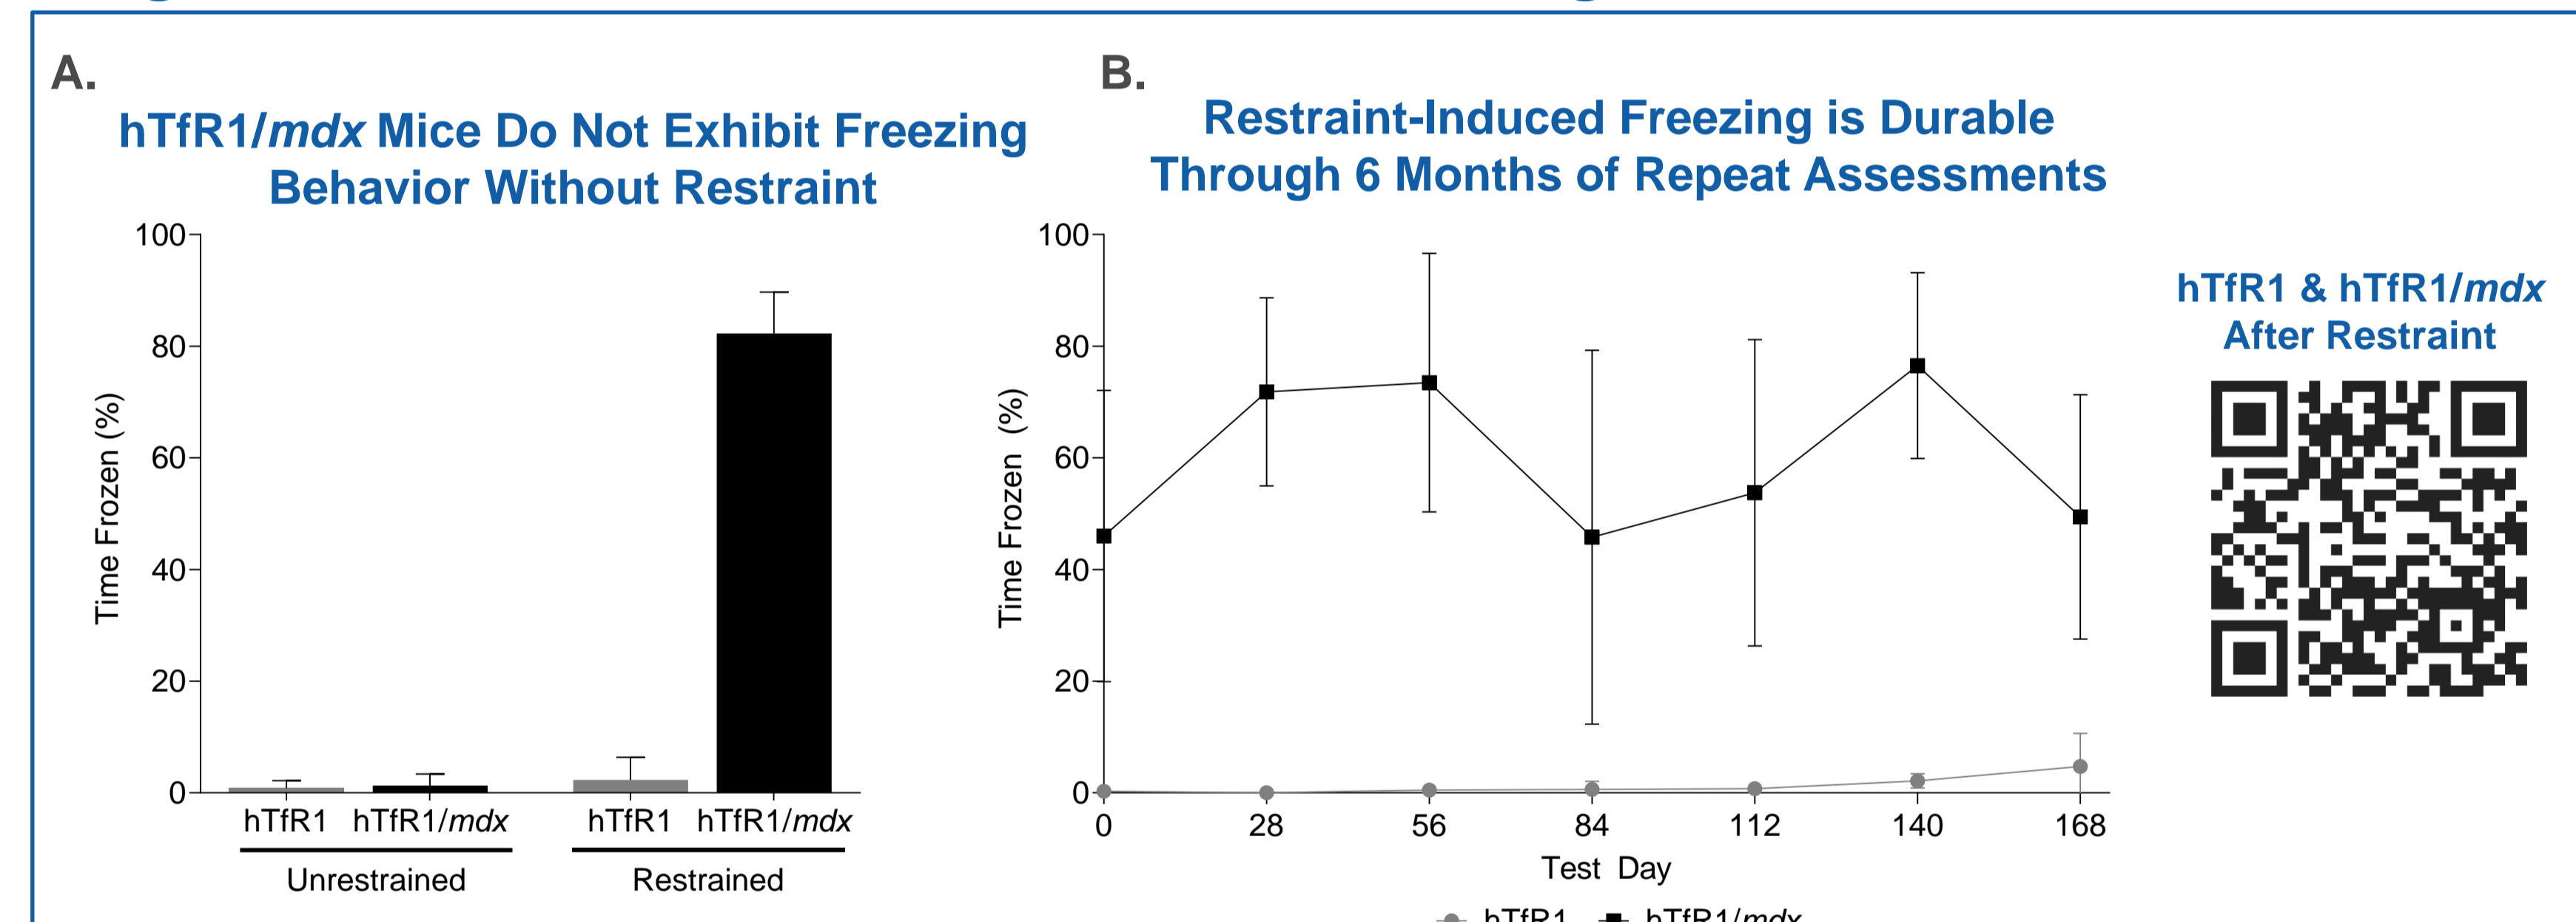 A.
hTfR1/mdx Mice Do Not Exhibit Freezing
Behavior Without Restraint
100
80
60
40
20
0
Time Frozen (%)
hTfR1 hTfR1/mdx hTfR1 hTfR1/mdx
Unrestrained Restrained
B.
Restraint-Induced Freezing is Durable
Through 6 Months of Repeat Assessments
100
80
60
40
20
0
Time Frozen (%)
0 28 56 84 112 140 168
Test Day
hTfR1 hTfR1/mdx
hTfR1 & hTfR1/mdx
After Restraint